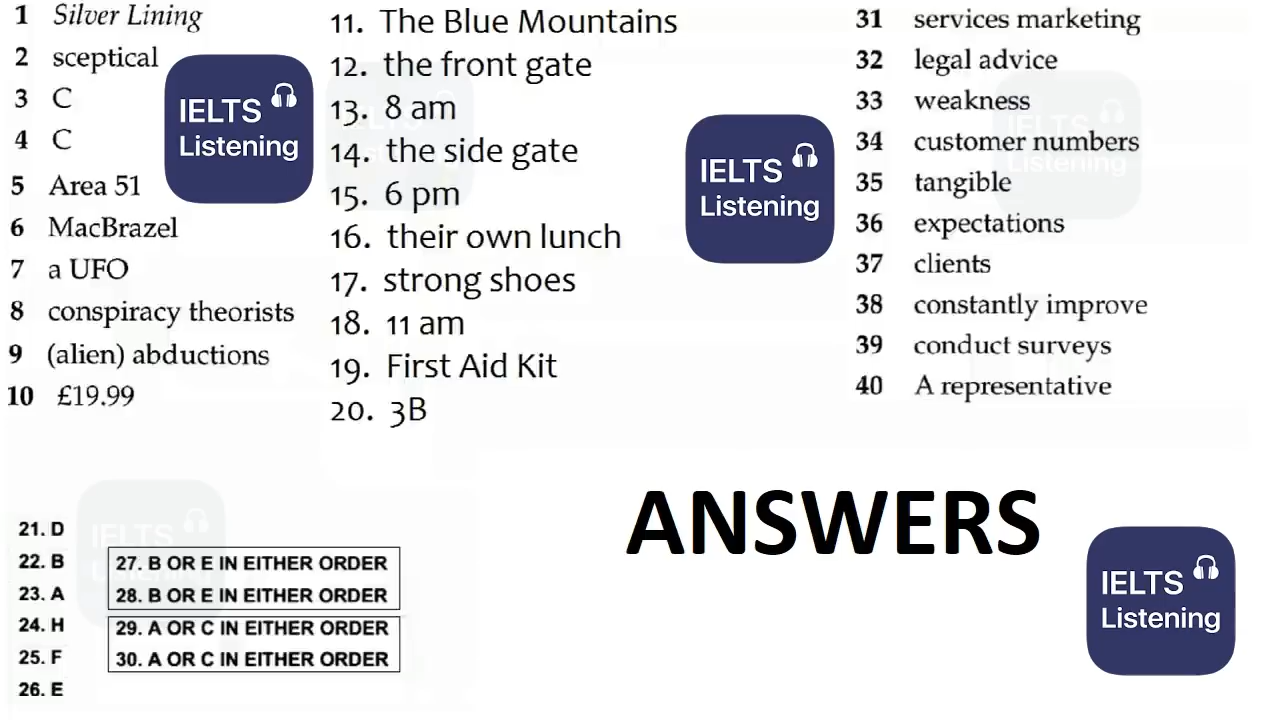 1 Silver Lining
2 sceptical
3 C
4 C
5 Area 51
6 MacBrazel
7 a UFO
8 conspiracy theorists
9 (alien) abductions
10 £19.99
IELTS
Listening
11. The Blue Mountains
12. the front gate
13. 8 am
14. the side gate
15. 6 pm
16. their own lunch
17. strong shoes
18. 11 am
19. First Aid Kit
20. 3B
IELTS
Listening
31 services marketing
32 legal advice
33 weakness
34 customer numbers
35 tangible
36 expectations
37 clients
38 constantly improve
39 conduct surveys
40 A representative
IELTS
Listening
21. D
22. B
23. A
24. H
25. F
26. E
IELTS
Listening
27. B OR E IN EITHER ORDER
28. B OR E IN EITHER ORDER
29. A OR C IN EITHER ORDER
30. A OR C IN EITHER ORDER
ANSWERS
IELTS
Listening